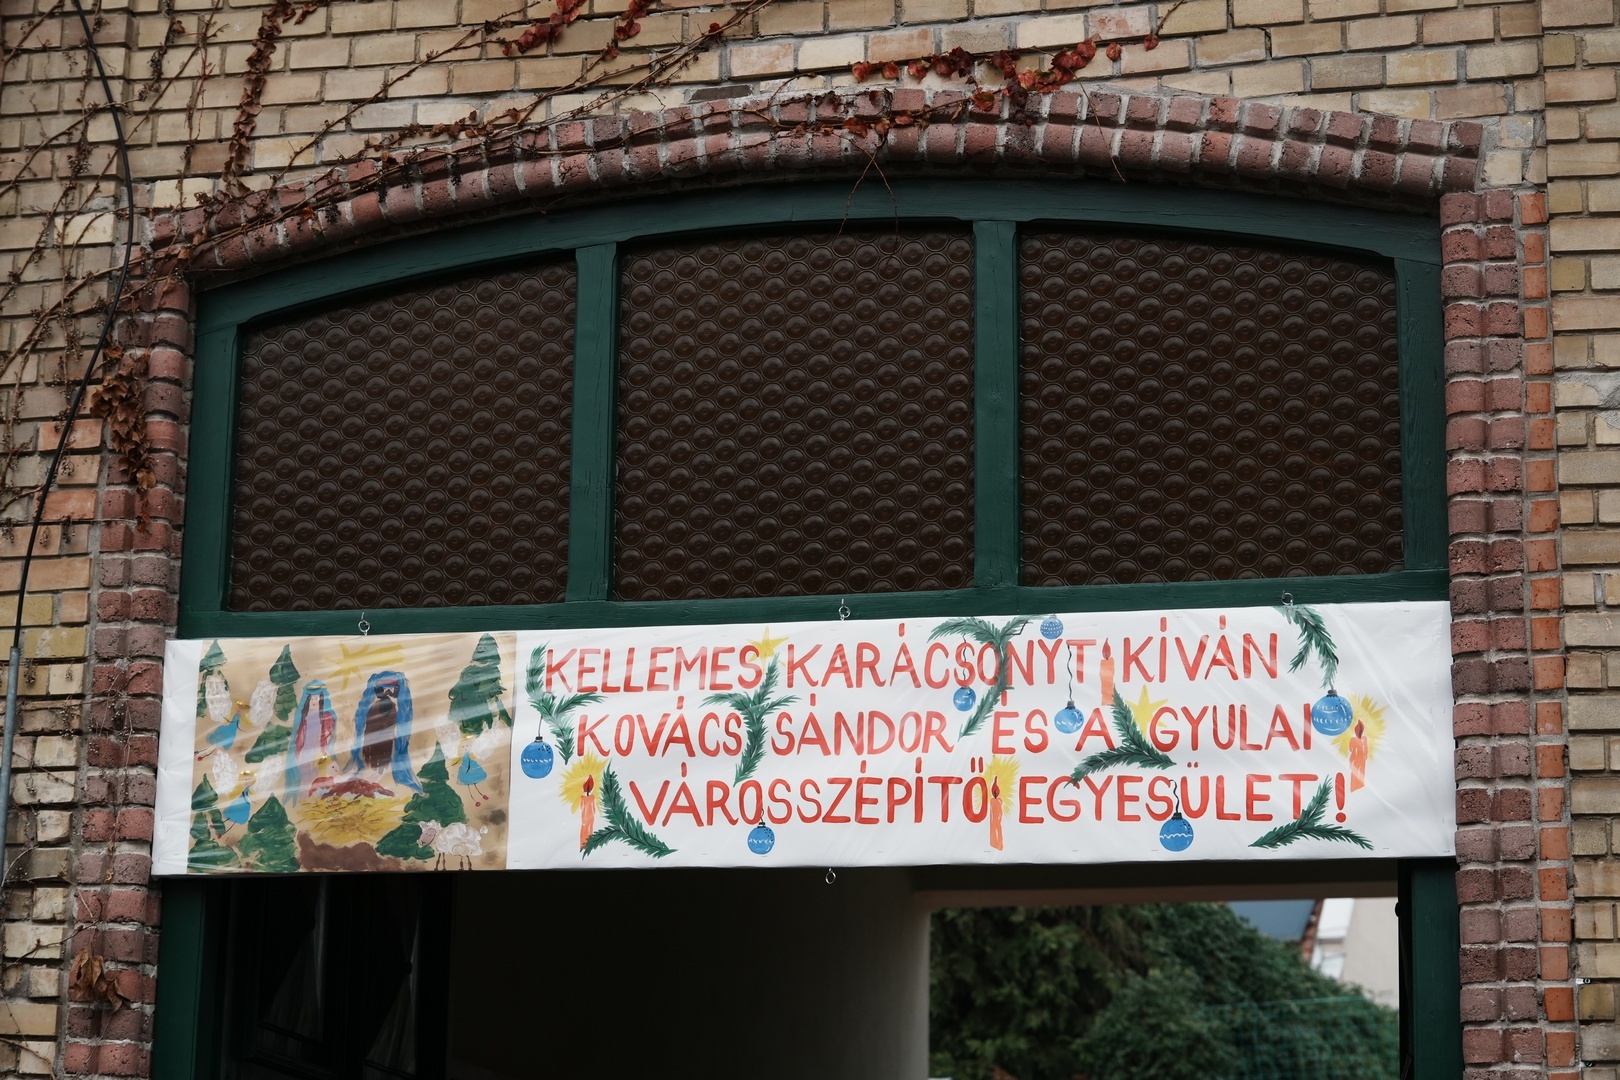 KELLEMES KARÁCSONYT KÍVÁN
KOVÁCS SÁNDOR ÉS A GYULAI
VÁROSSZÉPÍTŐ EGYESÜLET!